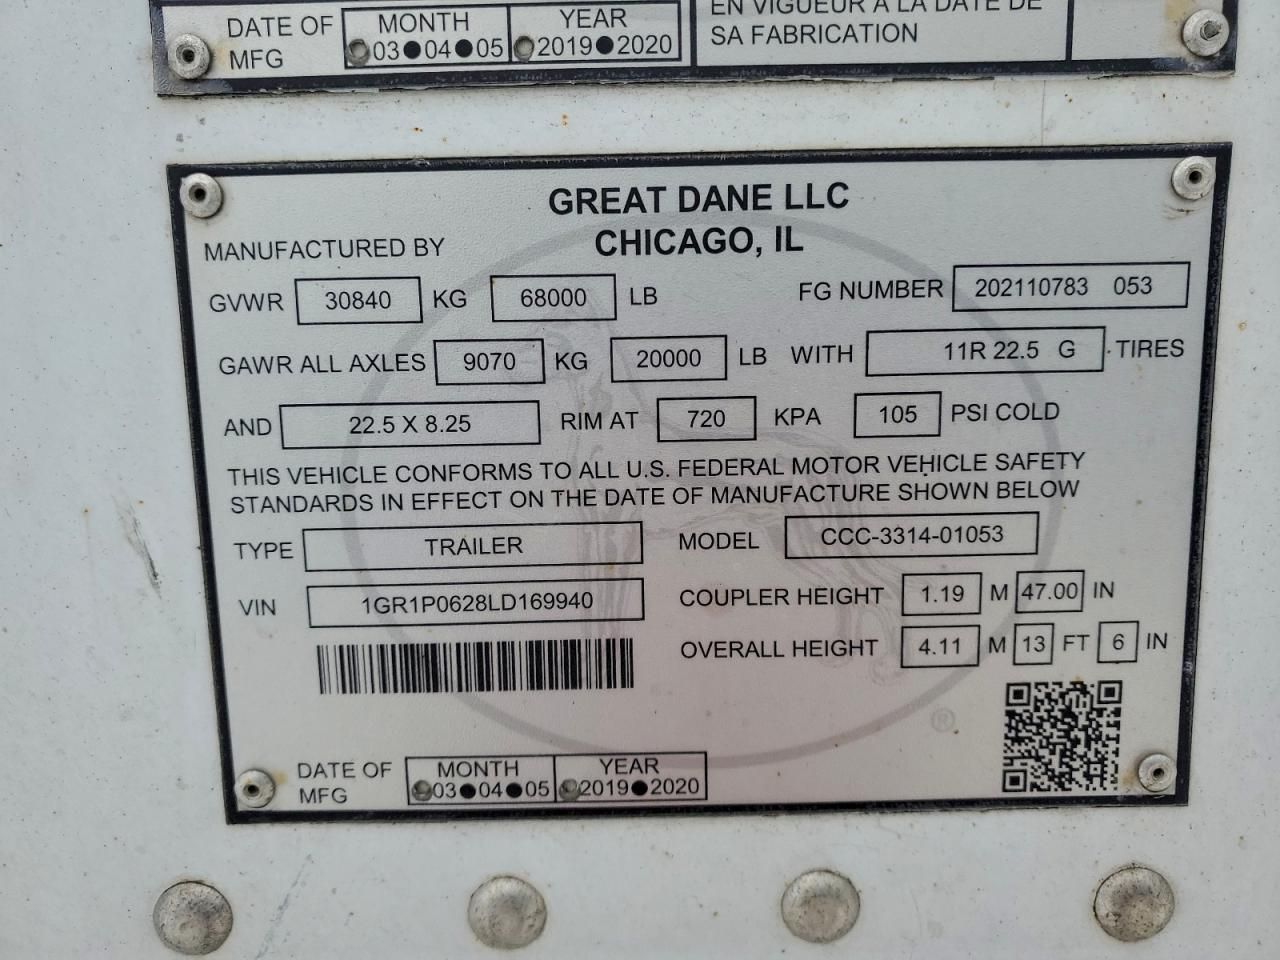 DATE OF MFG
MONTH
YEAR
●03●04●05
●2019●2020
EN VIGUEUR À LA DATE DE
SA FABRICATION
GREAT DANE LLC
CHICAGO, IL
MANUFACTURED BY
GVWR 30840 KG 68000 LB FG NUMBER 202110783 053
GAWR ALL AXLES 9070 KG 20000 LB WITH 11R 22.5 G TIRES
AND 22.5 X 8.25 RIM AT 720 KPA 105 PSI COLD
THIS VEHICLE CONFORMS TO ALL U.S. FEDERAL MOTOR VEHICLE SAFETY
STANDARDS IN EFFECT ON THE DATE OF MANUFACTURE SHOWN BELOW
TYPE TRAILER MODEL CCC-3314-01053
VIN 1GR1P0628LD169940 COUPLER HEIGHT 1.19 M 47.00 IN
OVERALL HEIGHT 4.11 M 13 FT 6 IN
®
DATE OF MFG
MONTH
YEAR
●03●04●05
●2019●2020